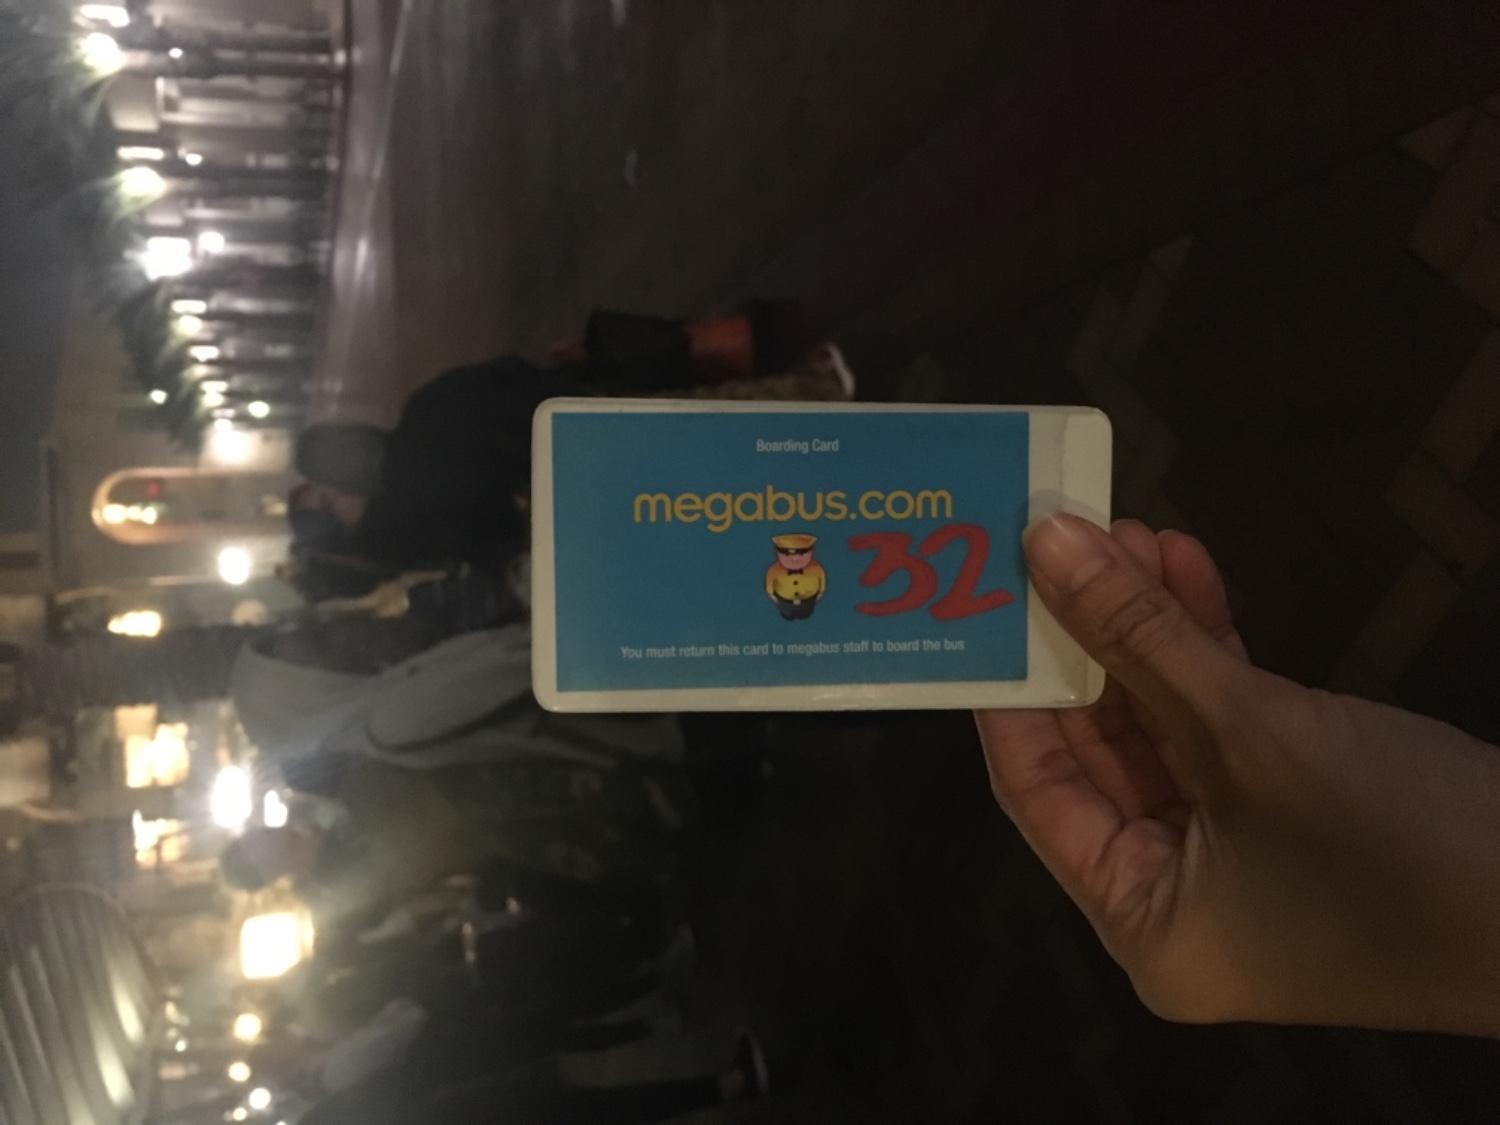 Boarding Card
megabus.com
32
You must return this card to megabus staff to board the bus